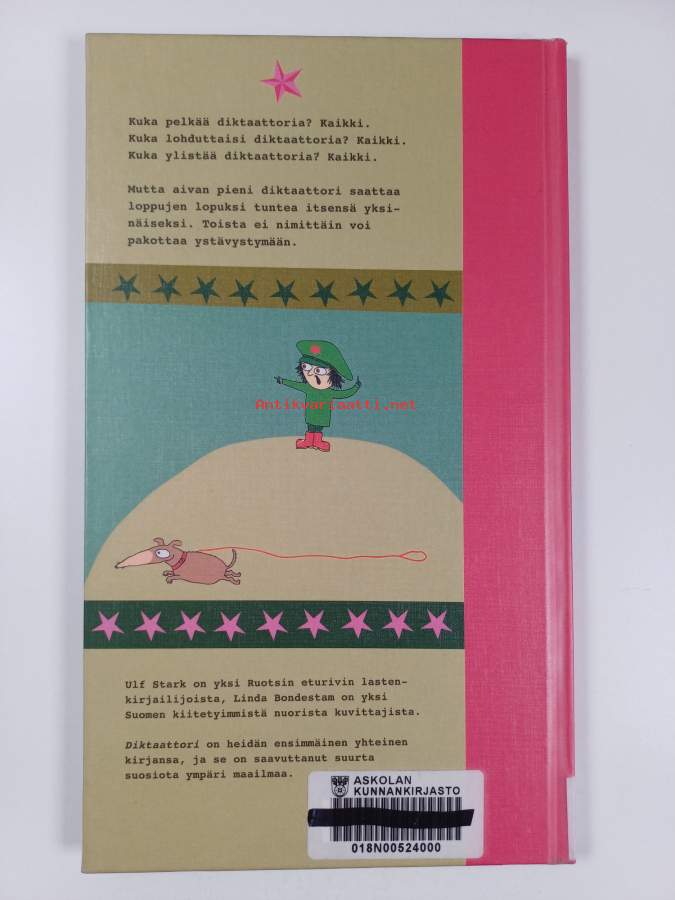 Kuka pelkää diktaattoria? Kaikki.
Kuka lohduttaisi diktaattoria? Kaikki.
Kuka ylistää diktaattoria? Kaikki.
Mutta aivan pieni diktaattori saattaa
loppujen lopuksi tuntea itsensä yksi-
näiseksi. Toista ei nimittäin voi
pakottaa ystävystymään.
Antikvariaatti.net
Ulf Stark on yksi Ruotsin eturivin lasten-
kirjailijoista, Linda Bondestam on yksi
Suomen kiitetyimmistä nuorista kuvittajista.
Diktaattori on heidän ensimmäinen yhteinen
kirjansa, ja se on saavuttanut suurta
suosiota ympäri maailmaa.
ASKOLAN
KUNNANKIRJASTO
018N00524000